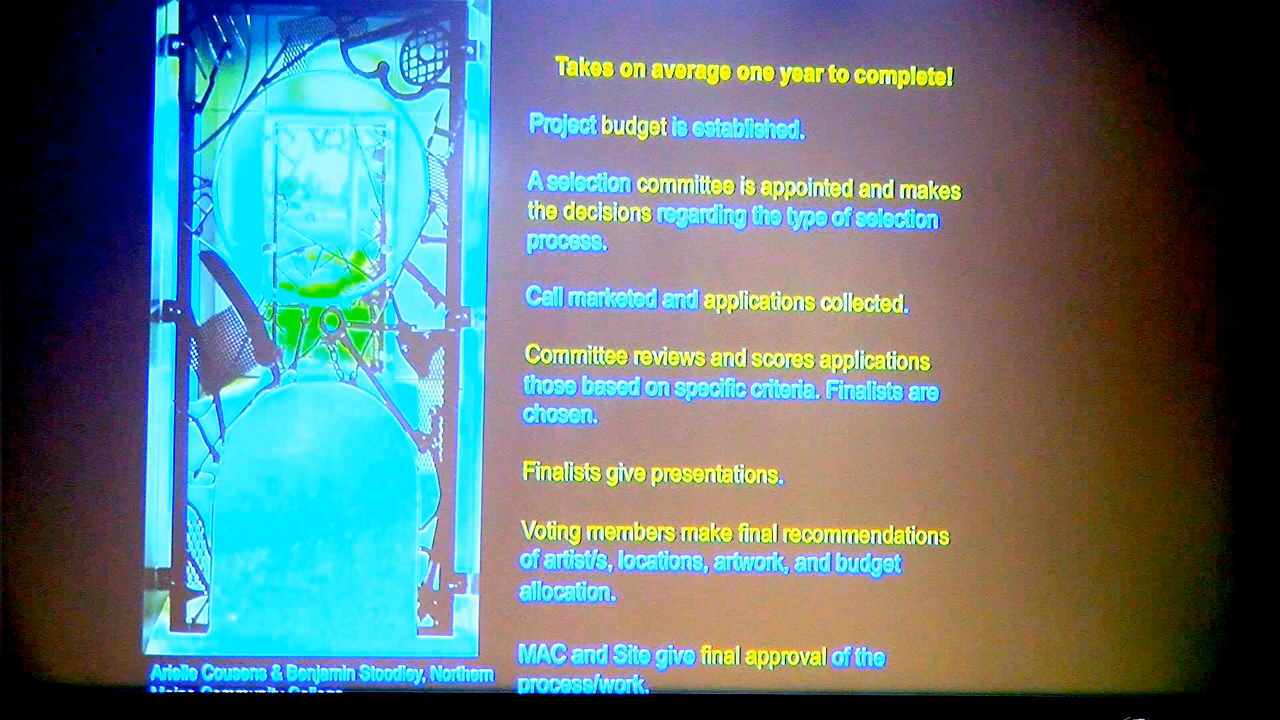 Takes on average one year to complete!
Project budget is established.
A selection committee is appointed and makes
the decisions regarding the type of selection
process.
Call marketed and applications collected.
Committee reviews and scores applications
those based on specific criteria. Finalists are
chosen.
Finalists give presentations.
Voting members make final recommendations
of artist/s, locations, artwork, and budget
allocation.
MAC and Site give final approval of the
process/work.
Arielle Cousens & Benjamin Stoodley, Northern
Maine Community College